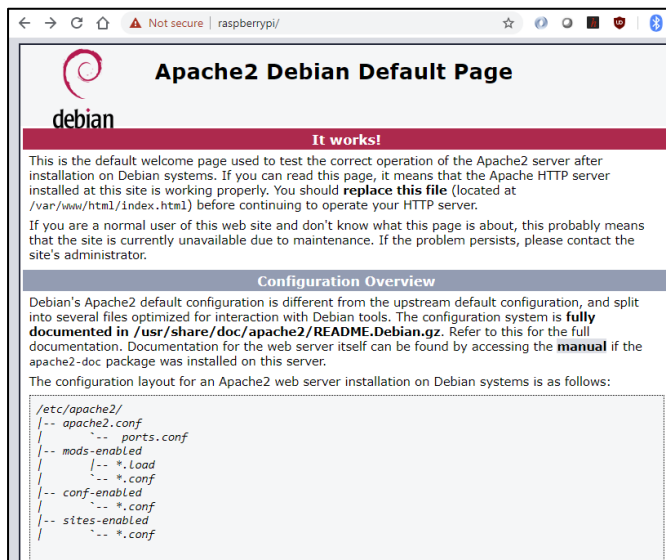 Not secure | raspberrypi/
debian
Apache2 Debian Default Page
It works!
This is the default welcome page used to test the correct operation of the Apache2 server after
installation on Debian systems. If you can read this page, it means that the Apache HTTP server
installed at this site is working properly. You should replace this file (located at
/var/www/html/index.html) before continuing to operate your HTTP server.
If you are a normal user of this web site and don't know what this page is about, this probably means
that the site is currently unavailable due to maintenance. If the problem persists, please contact the
site's administrator.
Configuration Overview
Debian's Apache2 default configuration is different from the upstream default configuration, and split
into several files optimized for interaction with Debian tools. The configuration system is fully
documented in /usr/share/doc/apache2/README.Debian.gz. Refer to this for the full
documentation. Documentation for the web server itself can be found by accessing the manual if the
apache2-doc package was installed on this server.
The configuration layout for an Apache2 web server installation on Debian systems is as follows:
/etc/apache2/
|-- apache2.conf
|       `--  ports.conf
|-- mods-enabled
|       |-- *.load
|       `-- *.conf
|-- conf-enabled
|       `-- *.conf
|-- sites-enabled
|       `-- *.conf